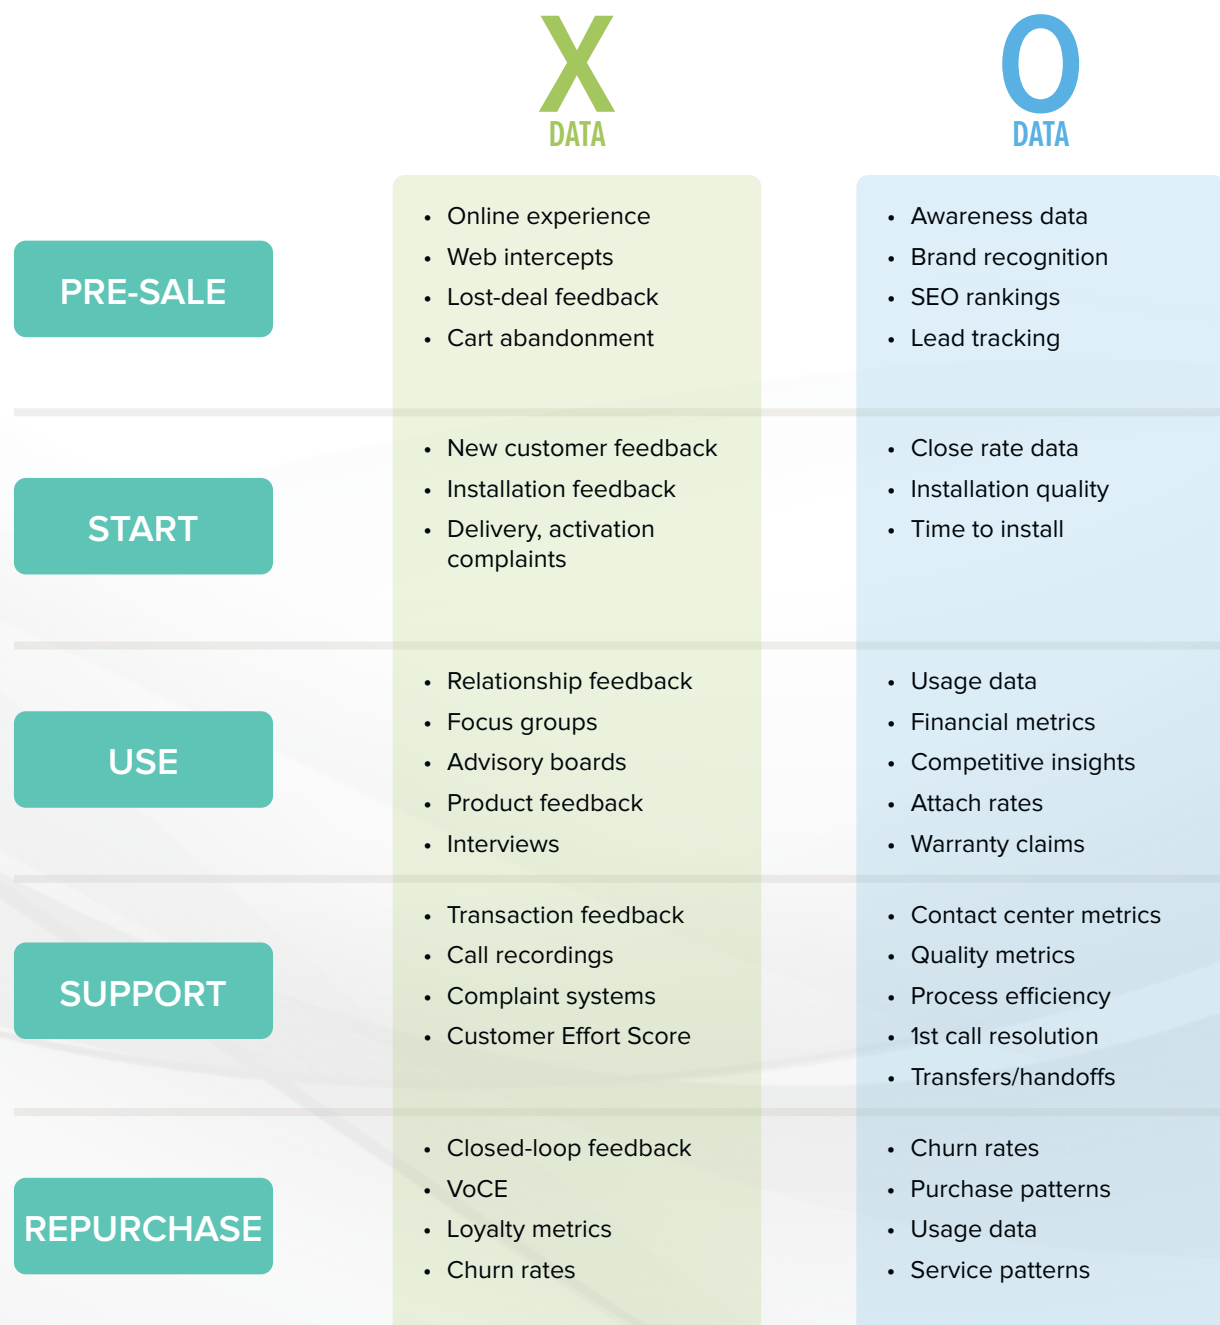 X
DATA
O
DATA
PRE-SALE
• Online experience
• Web intercepts
• Lost-deal feedback
• Cart abandonment
• Awareness data
• Brand recognition
• SEO rankings
• Lead tracking
START
• New customer feedback
• Installation feedback
• Delivery, activation
complaints
• Close rate data
• Installation quality
• Time to install
USE
• Relationship feedback
• Focus groups
• Advisory boards
• Product feedback
• Interviews
• Usage data
• Financial metrics
• Competitive insights
• Attach rates
• Warranty claims
SUPPORT
• Transaction feedback
• Call recordings
• Complaint systems
• Customer Effort Score
• Contact center metrics
• Quality metrics
• Process efficiency
• 1st call resolution
• Transfers/handoffs
REPURCHASE
• Closed-loop feedback
• VoCE
• Loyalty metrics
• Churn rates
• Churn rates
• Purchase patterns
• Usage data
• Service patterns